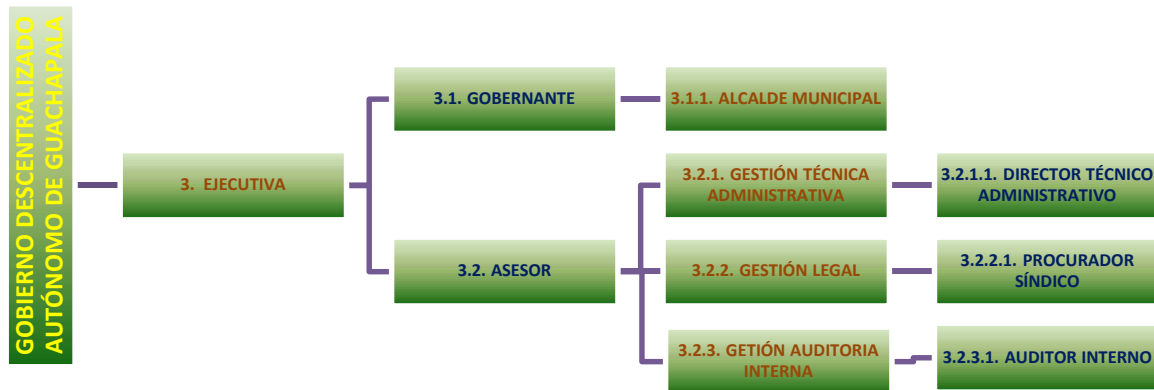 GOBIERNO DESCENTRALIZADO
AUTÓNOMO DE GUACHAPALA
3. EJECUTIVA
3.1. GOBERNANTE
3.1.1. ALCALDE MUNICIPAL
3.2. ASESOR
3.2.1. GESTIÓN TÉCNICA
ADMINISTRATIVA
3.2.1.1. DIRECTOR TÉCNICO
ADMINISTRATIVO
3.2.2. GESTIÓN LEGAL
3.2.2.1. PROCURADOR
SÍNDICO
3.2.3. GETIÓN AUDITORIA
INTERNA
3.2.3.1. AUDITOR INTERNO